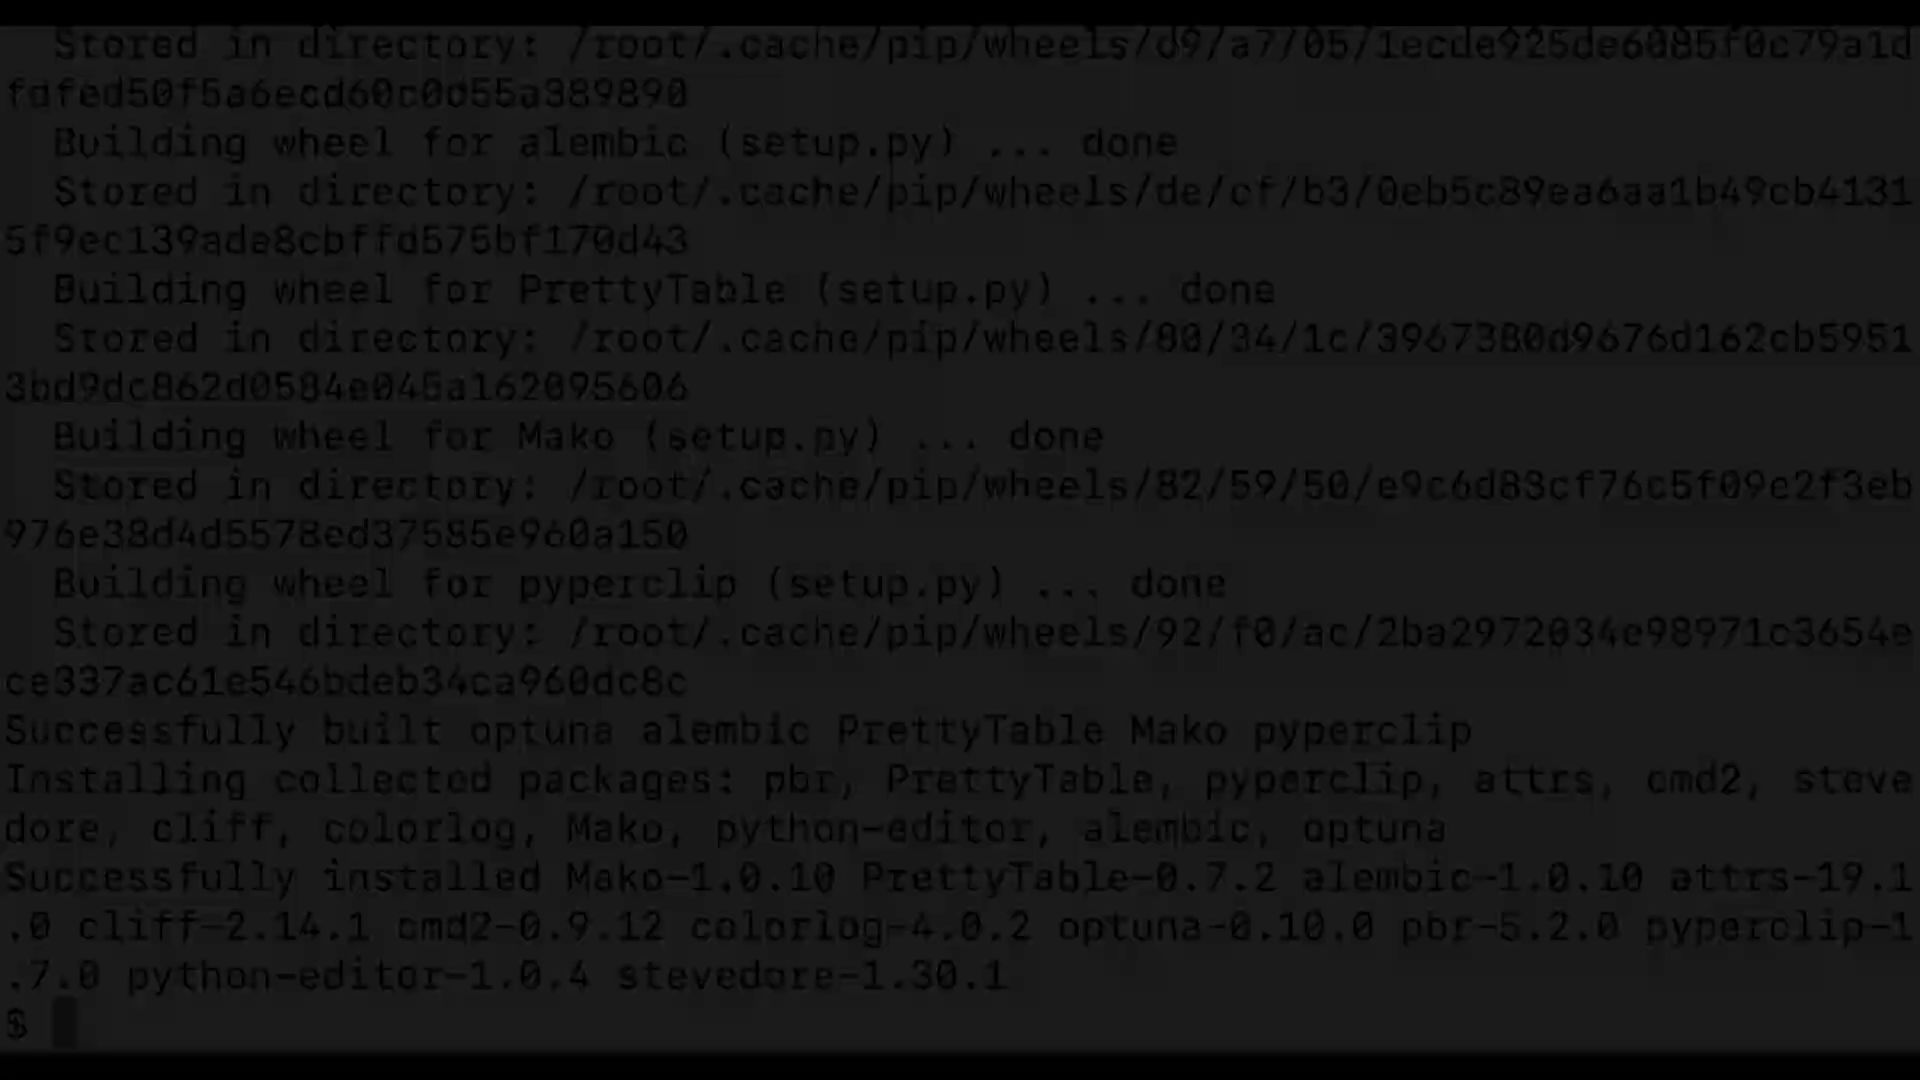 Stored in directory: /root/.cache/pip/wheels/d9/a7/05/1ecde925de6085f0c79a1d
fdfed50f5a6ecd60c0d55a389890
Building wheel for alembic (setup.py) ... done
Stored in directory: /root/.cache/pip/wheels/de/cf/b3/0eb5c89ea6aa1b49cb4131
5f9ec139ade8cbffd575bf170d43
Building wheel for PrettyTable (setup.py) ... done
Stored in directory: /root/.cache/pip/wheels/80/34/1c/3967380d9676d162cb5951
3bd9dc862d0584e045a162095606
Building wheel for Mako (setup.py) ... done
Stored in directory: /root/.cache/pip/wheels/82/59/50/e9c6d83cf76c5f09c2f3eb
976e38d4d5578ed37585e960a150
Building wheel for pyperclip (setup.py) ... done
Stored in directory: /root/.cache/pip/wheels/92/f0/ac/2ba2972034e98971c3654e
ce337ac61e546bdeb34ca960dc8c
Successfully built optuna alembic PrettyTable Mako pyperclip
Installing collected packages: pbr, PrettyTable, pyperclip, attrs, cmd2, steve
dore, cliff, colorlog, Mako, python-editor, alembic, optuna
Successfully installed Mako-1.0.10 PrettyTable-0.7.2 alembic-1.0.10 attrs-19.1
.0 cliff-2.14.1 cmd2-0.9.12 colorlog-4.0.2 optuna-0.10.0 pbr-5.2.0 pyperclip-1
.7.0 python-editor-1.0.4 stevedore-1.30.1
$